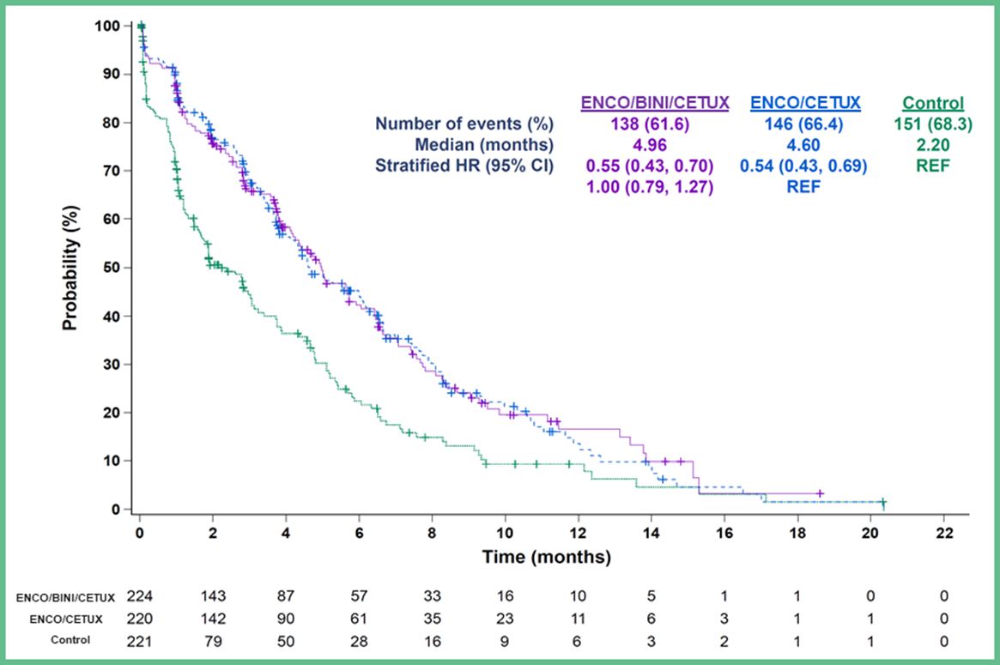 ENCO/BINI/CETUX ENCO/CETUX Control
Number of events (%) 138 (61.6) 146 (66.4) 151 (68.3)
Median (months) 4.96 4.60 2.20
Stratified HR (95% CI) 0.55 (0.43, 0.70) 0.54 (0.43, 0.69) REF
1.00 (0.79, 1.27) REF
Probability (%)
100
90
80
70
60
50
40
30
20
10
0
0 2 4 6 8 10 12 14 16 18 20 22
Time (months)
ENCO/BINI/CETUX 224 143 87 57 33 16 10 5 1 1 0 0
ENCO/CETUX 220 142 90 61 35 23 11 6 3 1 1 0
Control 221 79 50 28 16 9 6 3 2 1 1 0